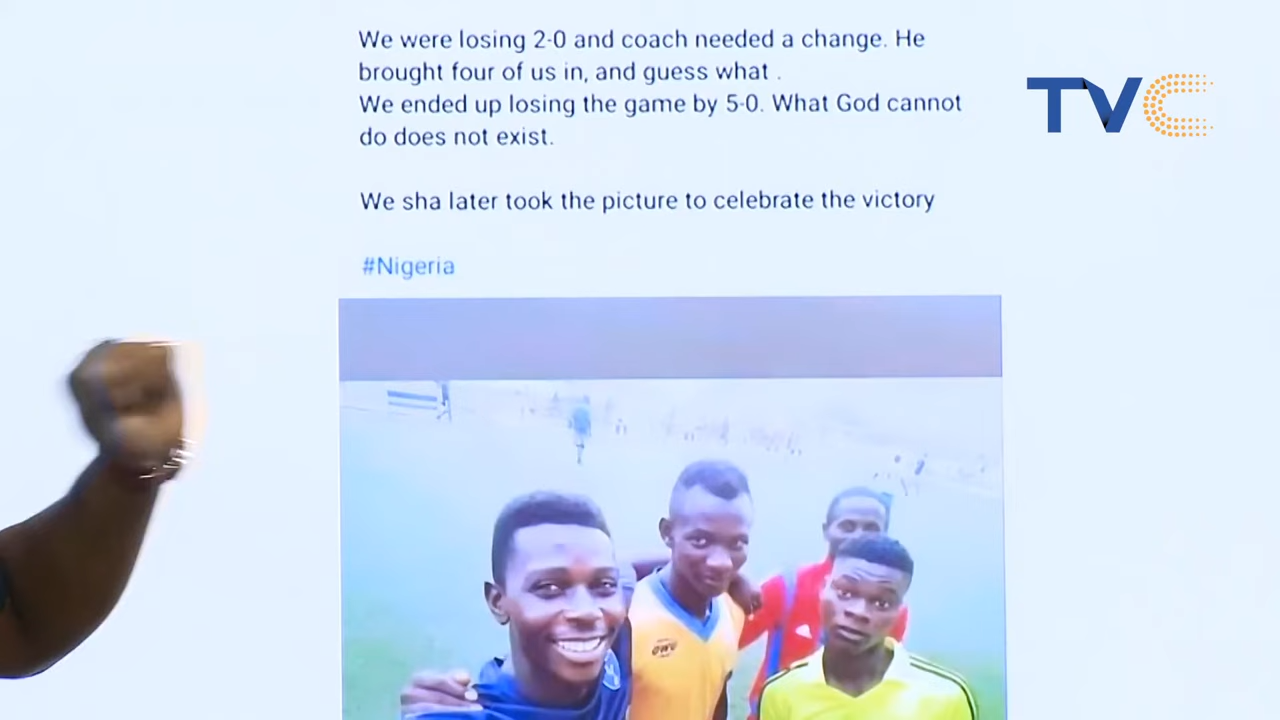 We were losing 2-0 and coach needed a change. He
brought four of us in, and guess what .
We ended up losing the game by 5-0. What God cannot
do does not exist.
We sha later took the picture to celebrate the victory
#Nigeria
TVC
GWG